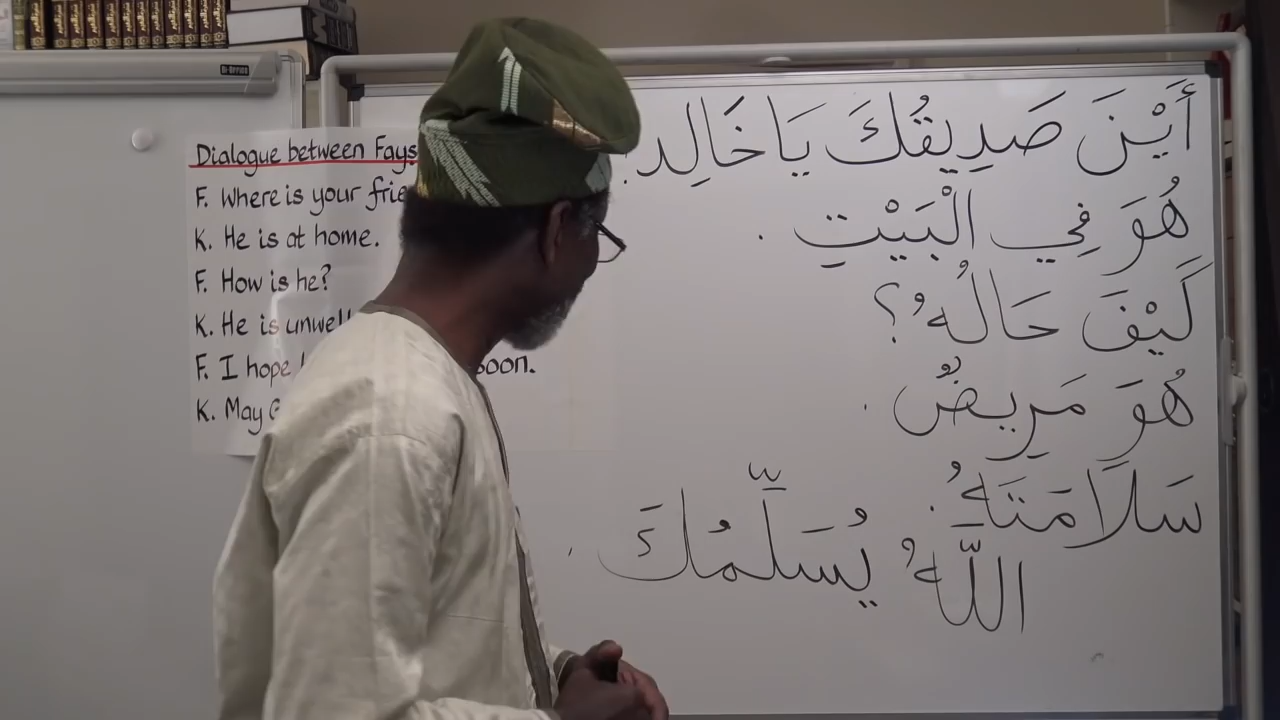 Dialogue between Fays
F. Where is your frie
K. He is at home.
F. How is he?
K. He is unwell
F. I hope soon.
K. May G
أَيْنَ صَدِيقُكَ يَا خَالِد.
هُوَ فِي الْبَيْتِ.
كَيْفَ حَالُهُ؟
هُوَ مَرِيضٌ.
سَلَامَتَهُ.
اللَّهُ يُسَلِّمُكَ.